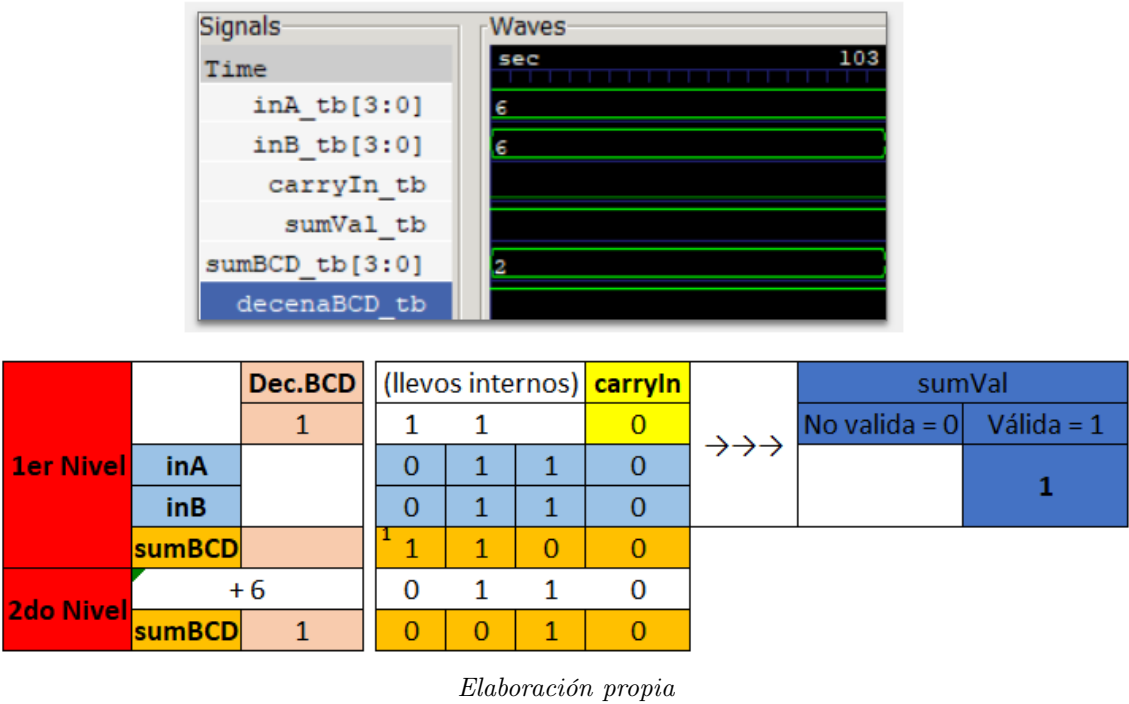 Signals Waves
Time sec 103
inA_tb[3:0] 6
inB_tb[3:0] 6
carryIn_tb
sumVal_tb
sumBCD_tb[3:0] 2
decenaBCD_tb
Dec.BCD (llevos internos) carryIn sumVal
1 1 1 0 →→→ No valida = 0 Válida = 1
1er Nivel inA 0 1 1 0 1
inB 0 1 1 0
sumBCD 1 1 1 0 0
2do Nivel + 6 0 1 1 0
sumBCD 1 0 0 1 0
Elaboración propia